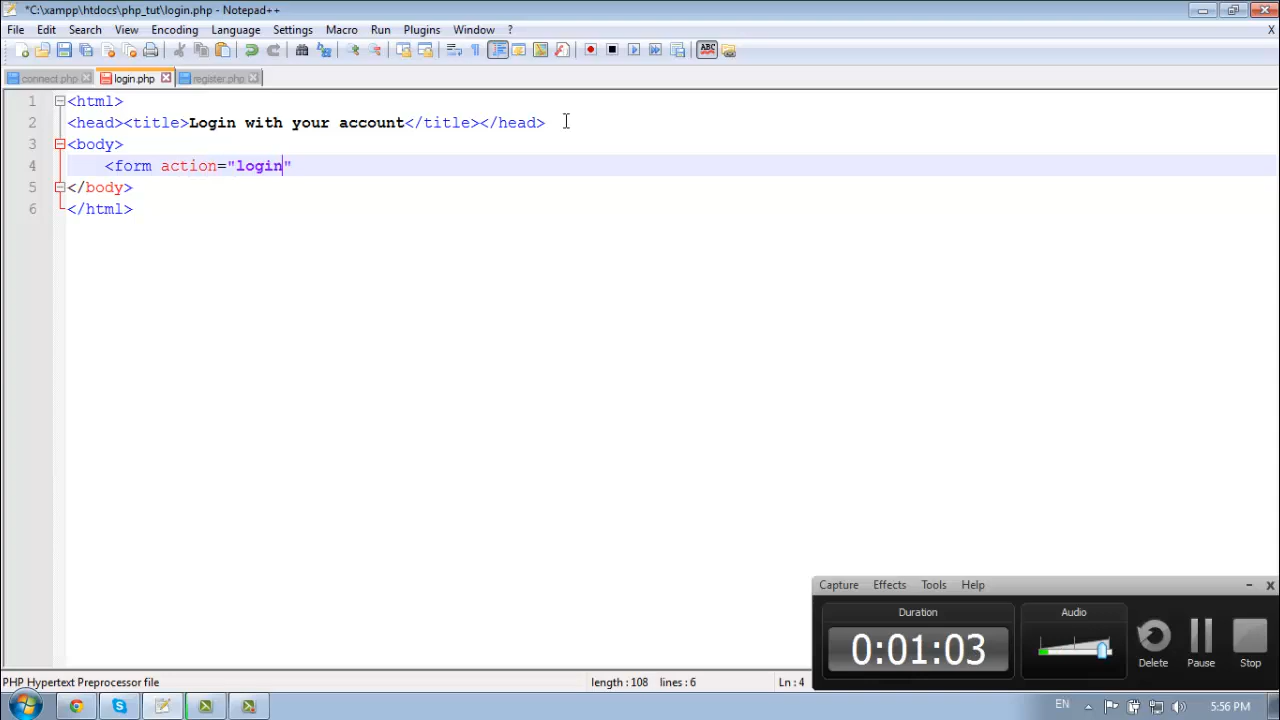 *C:\xampp\htdocs\php_tut\login.php - Notepad++
File Edit Search View Encoding Language Settings Macro Run Plugins Window ? X
ABC
connect.php login.php register.php
1 <html>
2 <head><title>Login with your account</title></head>
3 <body>
4 <form action="login"
5 </body>
6 </html>
Capture Effects Tools Help
Duration Audio
0:01:03
Delete Pause Stop
PHP Hypertext Preprocessor file length : 108 lines : 6 Ln : 4
EN 5:56 PM